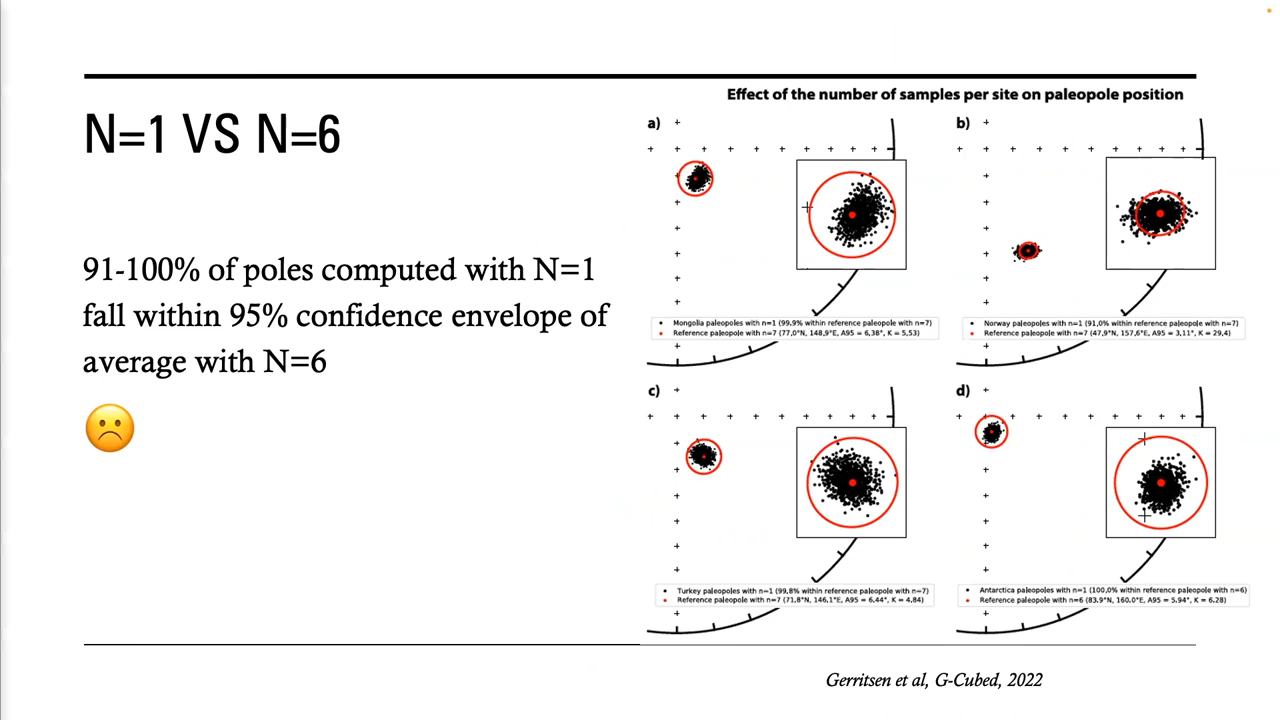 N=1 VS N=6
91-100% of poles computed with N=1
fall within 95% confidence envelope of
average with N=6
Effect of the number of samples per site on paleopole position
a)
Mongolia paleopoles with n=1 (99,9% within reference paleopole with n=7)
Reference paleopole with n=7 (77,0°N, 148,9°E, A95 = 6,38°, K = 5,53)
b)
Norway paleopoles with n=1 (91,0% within reference paleopole with n=7)
Reference paleopole with n=7 (47,9°N, 157,6°E, A95 = 3,11°, K = 29,4)
c)
Turkey paleopoles with n=1 (99,8% within reference paleopole with n=7)
Reference paleopole with n=7 (71,8°N, 146,1°E, A95 = 6,44°, K = 4,84)
d)
Antarctica paleopoles with n=1 (100,0% within reference paleopole with n=6)
Reference paleopole with n=6 (83.9°N, 160.0°E, A95 = 5.94°, K = 6.28)
Gerritsen et al, G-Cubed, 2022